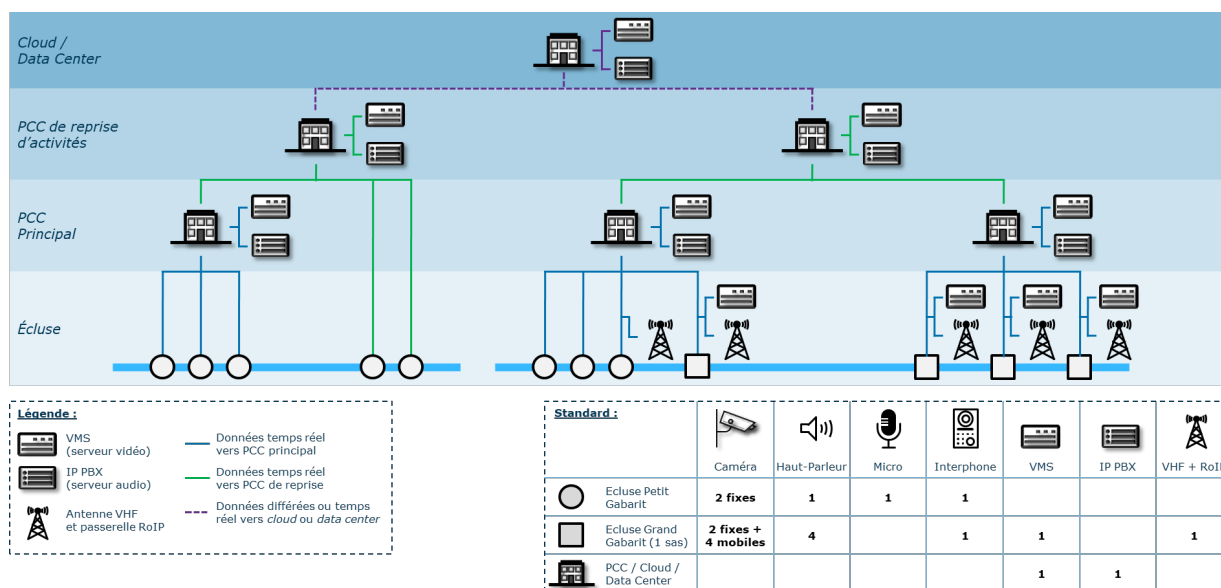 Cloud /
Data Center
PCC de reprise
d'activités
PCC
Principal
Écluse
Légende :
VMS
(serveur vidéo)
Données temps réel
vers PCC principal
IP PBX
(serveur audio)
Données temps réel
vers PCC de reprise
Antenne VHF
et passerelle RoIP
Données différées ou temps
réel vers cloud ou data center
Standard :
Caméra
Haut-Parleur
Micro
Interphone
VMS
IP PBX
VHF + RoIP
Ecluse Petit
Gabarit
2 fixes
1
1
1
Ecluse Grand
Gabarit (1 sas)
2 fixes +
4 mobiles
4
1
1
1
PCC / Cloud /
Data Center
1
1